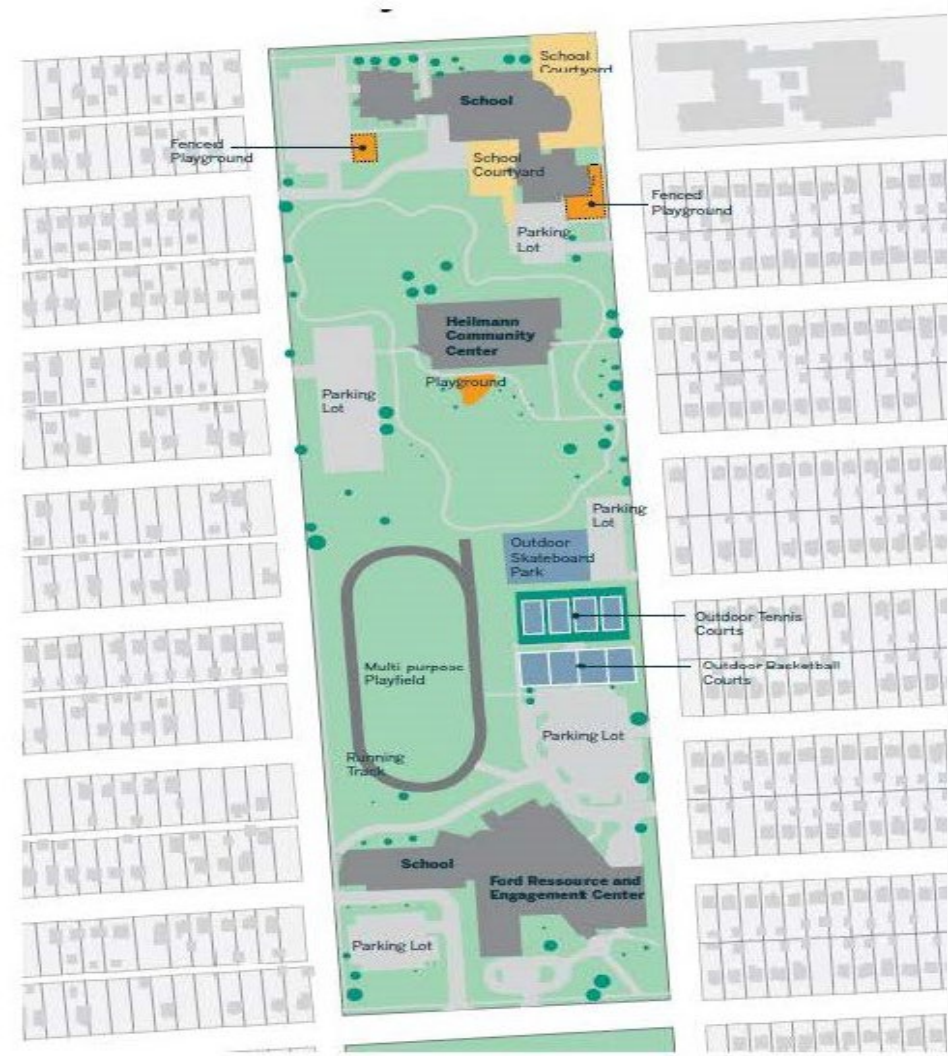 School
Courtyard
School
Fenced
Playground
School
Courtyard
Fenced
Playground
Parking
Lot
Heilmann
Community
Center
Playground
Parking
Lot
Parking
Lot
Outdoor
Skateboard
Park
Outdoor Tennis
Courts
Outdoor Basketball
Courts
Multi-purpose
Playfield
Parking Lot
Running
Track
School
Ford Ressource and
Engagement Center
Parking Lot